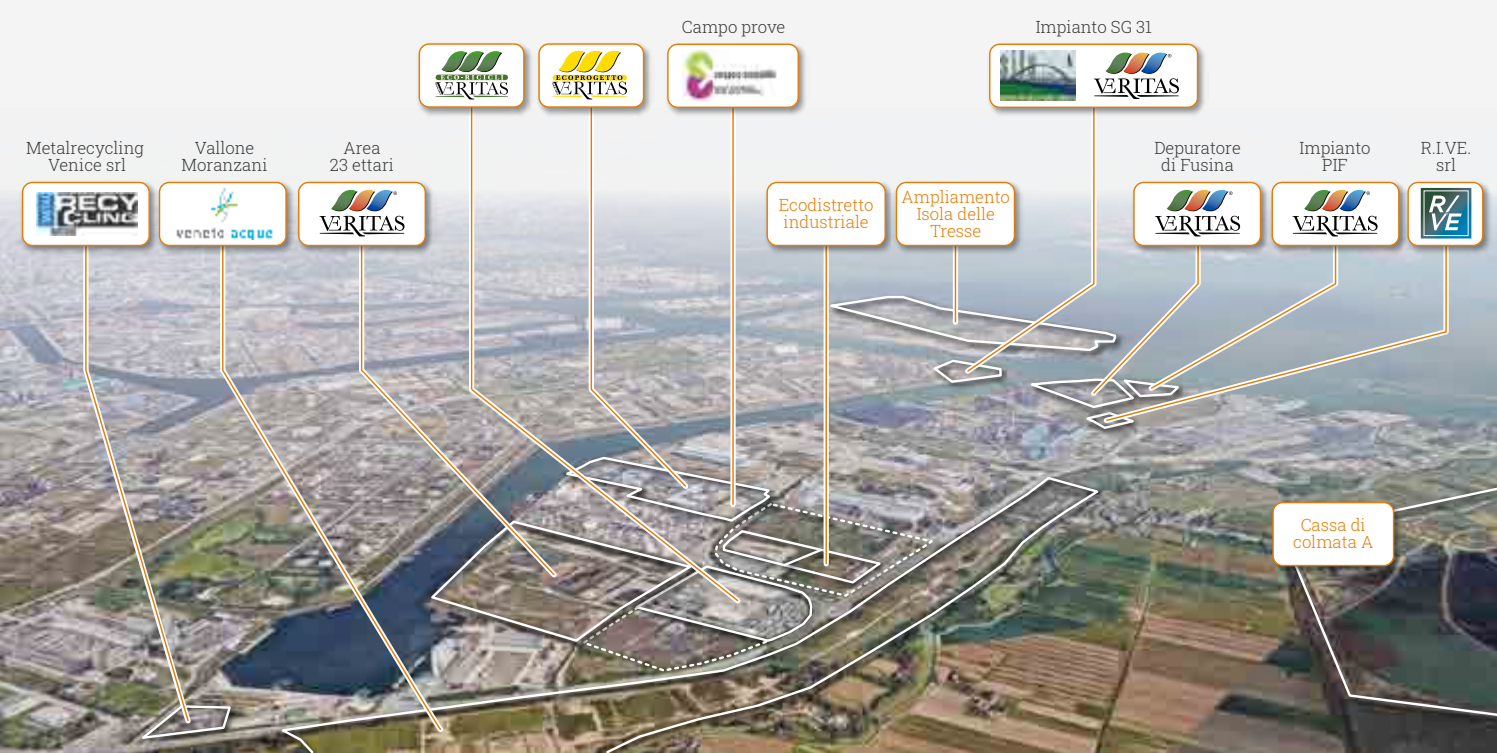 Campo prove
Impianto SG 31
ECO-RICICLI
VERITAS
ECOPROGETTO
VERITAS
VERITAS
Metalrecycling
Venice srl
Vallone
Moranzani
Area
23 ettari
Depuratore
di Fusina
Impianto
PIF
R.I.VE.
srl
RECY
CLING
veneto acque
VERITAS
Ecodistretto
industriale
Ampliamento
Isola delle
Tresse
VERITAS
VERITAS
R/
VE
Cassa di
colmata A